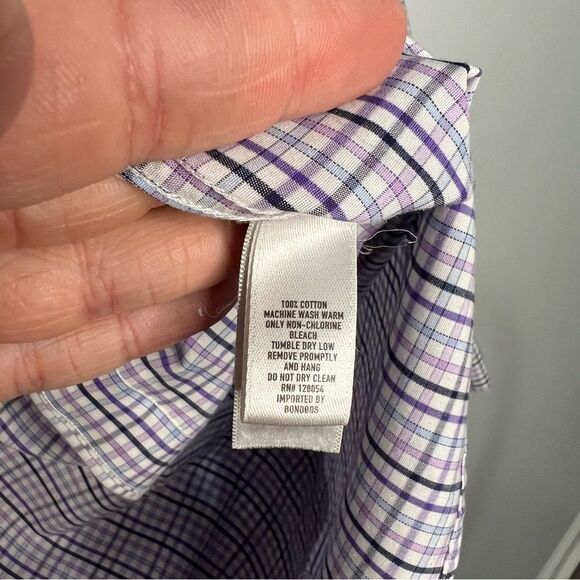 100% COTTON
MACHINE WASH WARM
ONLY NON-CHLORINE
BLEACH
TUMBLE DRY LOW
REMOVE PROMPTLY
AND HANG
DO NOT DRY CLEAN
RN# 128054
IMPORTED BY
BONOBOS